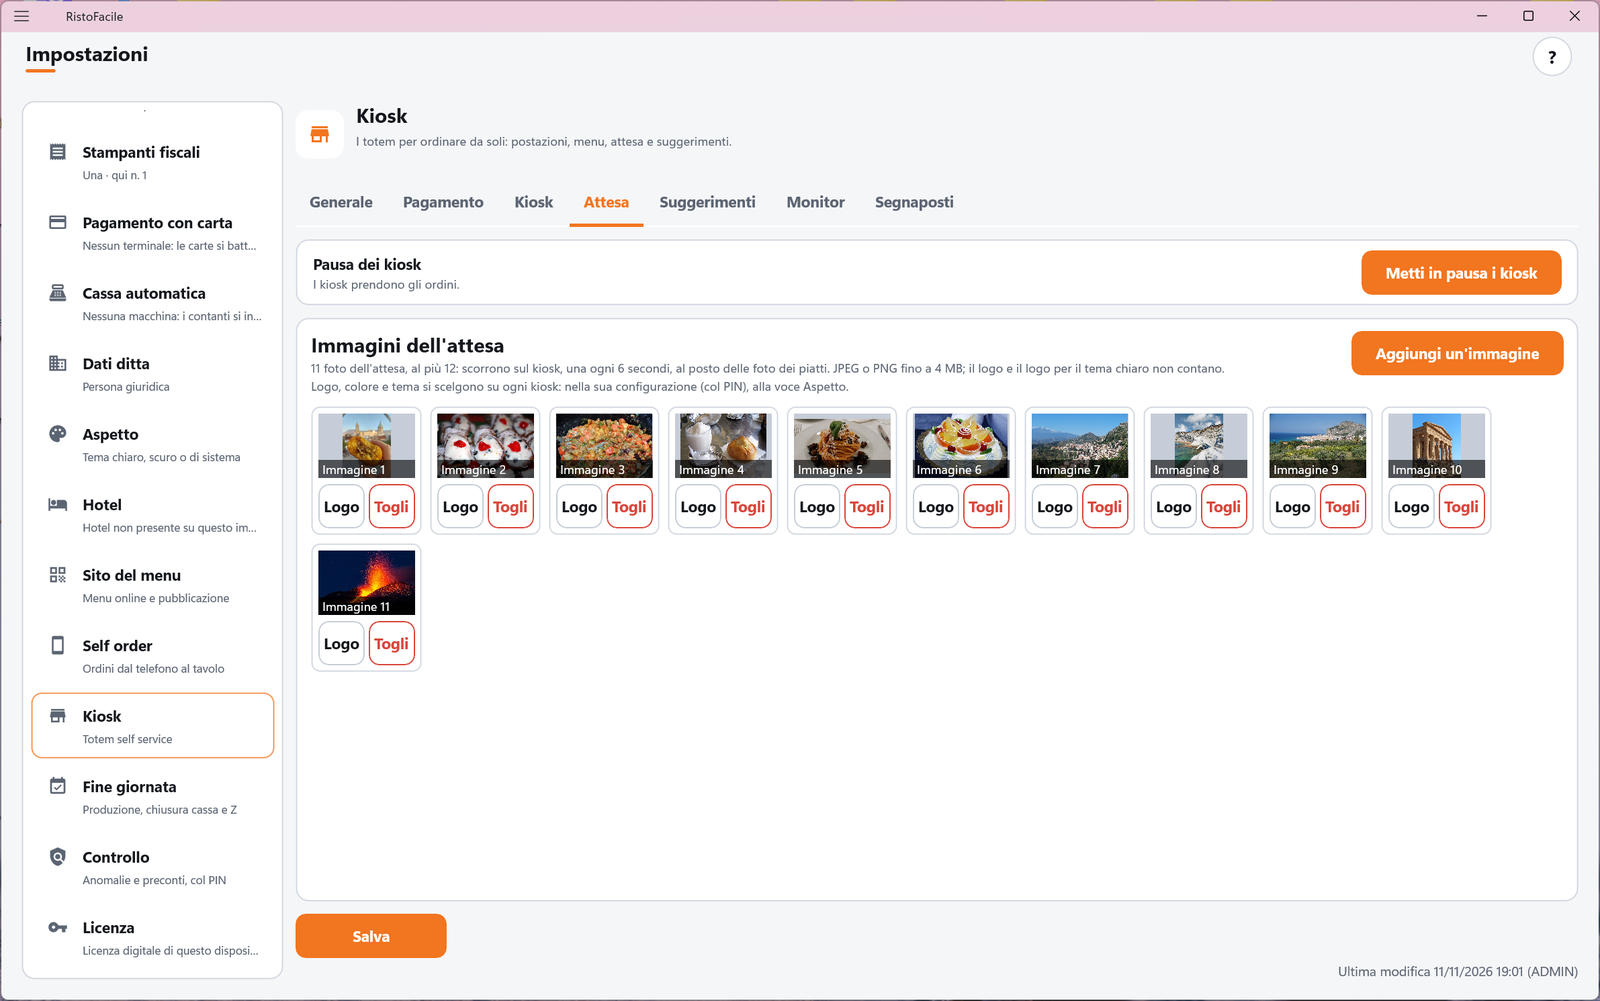 RistoFacile
Impostazioni
?
Stampanti fiscali
Una · qui n. 1
Pagamento con carta
Nessun terminale: le carte si batt...
Cassa automatica
Nessuna macchina: i contanti si in...
Dati ditta
Persona giuridica
Aspetto
Tema chiaro, scuro o di sistema
Hotel
Hotel non presente su questo im...
Sito del menu
Menu online e pubblicazione
Self order
Ordini dal telefono al tavolo
Kiosk
Totem self service
Fine giornata
Produzione, chiusura cassa e Z
Controllo
Anomalie e preconti, col PIN
Licenza
Licenza digitale di questo disposi...
Kiosk
I totem per ordinare da soli: postazioni, menu, attesa e suggerimenti.
Generale Pagamento Kiosk Attesa Suggerimenti Monitor Segnaposti
Pausa dei kiosk
I kiosk prendono gli ordini.
Metti in pausa i kiosk
Immagini dell'attesa
11 foto dell'attesa, al più 12: scorrono sul kiosk, una ogni 6 secondi, al posto delle foto dei piatti. JPEG o PNG fino a 4 MB; il logo e il logo per il tema chiaro non contano.
Logo, colore e tema si scelgono su ogni kiosk: nella sua configurazione (col PIN), alla voce Aspetto.
Aggiungi un'immagine
Immagine 1 Immagine 2 Immagine 3 Immagine 4 Immagine 5 Immagine 6 Immagine 7 Immagine 8 Immagine 9 Immagine 10
Logo Togli Logo Togli Logo Togli Logo Togli Logo Togli Logo Togli Logo Togli Logo Togli Logo Togli Logo Togli
Immagine 11
Logo Togli
Salva
Ultima modifica 11/11/2026 19:01 (ADMIN)